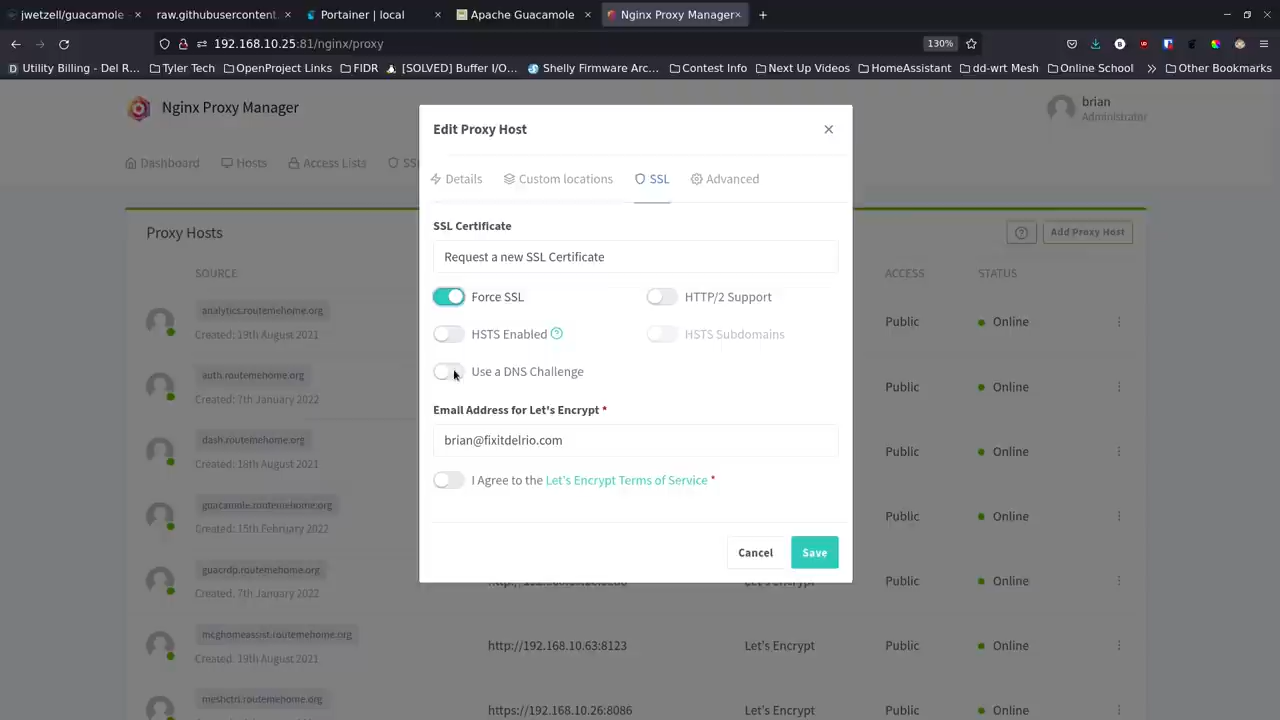 jwetzell/guacamole
raw.githubusercontent.
Portainer | local
Apache Guacamole
Nginx Proxy Manager
192.168.10.25:81/nginx/proxy
130%
Utility Billing - Del R...
Tyler Tech
OpenProject Links
FIDR
[SOLVED] Buffer I/O...
Shelly Firmware Arc...
Contest Info
Next Up Videos
HomeAssistant
dd-wrt Mesh
Online School
Other Bookmarks
Nginx Proxy Manager
brian
Administrator
Dashboard
Hosts
Access Lists
SS
Proxy Hosts
Add Proxy Host
SOURCE
ACCESS
STATUS
analytics.routemehome.org
Created: 19th August 2021
Public
Online
auth.routemehome.org
Created: 7th January 2022
Public
Online
dash.routemehome.org
Created: 18th August 2021
Public
Online
guacamole.routemehome.org
Created: 15th February 2022
Public
Online
guacrdp.routemehome.org
Created: 7th January 2022
Public
Online
mcghomeassist.routemehome.org
Created: 19th August 2021
http://192.168.10.63:8123
Let's Encrypt
Public
Online
meshctrl.routemehome.org
https://192.168.10.26:8086
Let's Encrypt
Public
Online
Edit Proxy Host
Details
Custom locations
SSL
Advanced
SSL Certificate
Request a new SSL Certificate
Force SSL
HTTP/2 Support
HSTS Enabled
HSTS Subdomains
Use a DNS Challenge
Email Address for Let's Encrypt *
brian@fixitdelrio.com
I Agree to the Let's Encrypt Terms of Service *
Cancel
Save